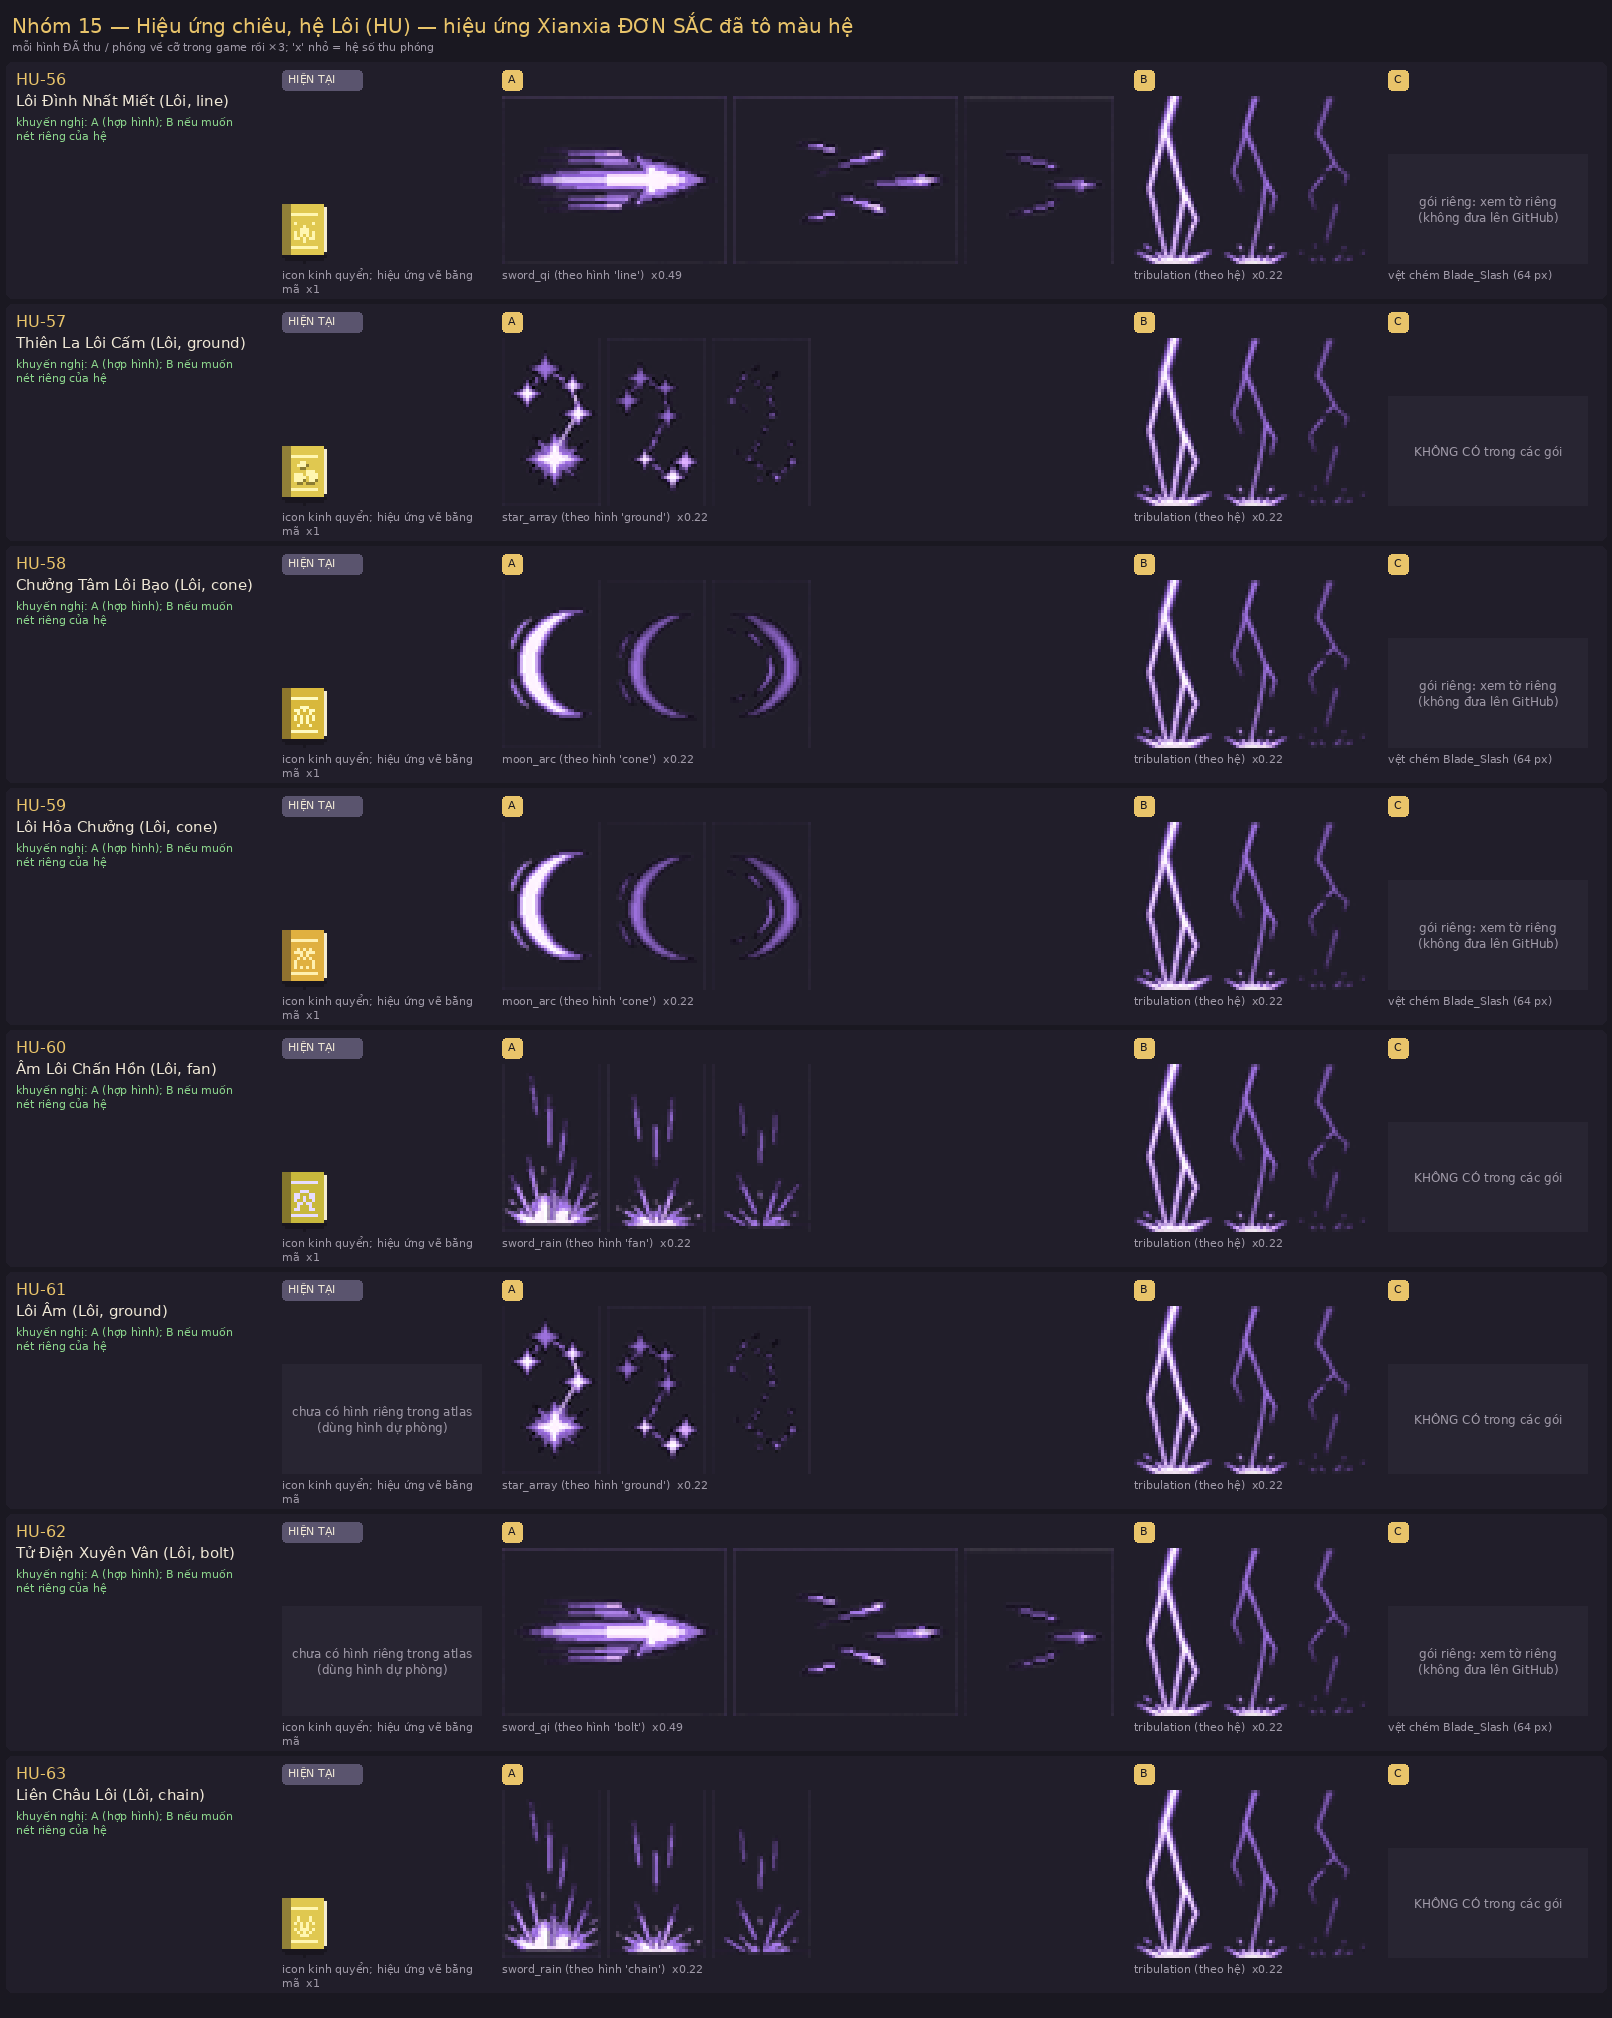 Nhóm 15 — Hiệu ứng chiêu, hệ Lôi (HU) — hiệu ứng Xianxia ĐƠN SẮC đã tô màu hệ
mỗi hình ĐÃ thu / phóng về cỡ trong game rồi ×3; 'x' nhỏ = hệ số thu phóng
HU-56
Lôi Đình Nhất Miết (Lôi, line)
khuyến nghị: A (hợp hình); B nếu muốn
nét riêng của hệ
HIỆN TẠI
icon kinh quyển; hiệu ứng vẽ bằng
mã x1
A
sword_qi (theo hình 'line') x0.49
B
tribulation (theo hệ) x0.22
C
gói riêng: xem tờ riêng
(không đưa lên GitHub)
vệt chém Blade_Slash (64 px)
HU-57
Thiên La Lôi Cấm (Lôi, ground)
khuyến nghị: A (hợp hình); B nếu muốn
nét riêng của hệ
HIỆN TẠI
icon kinh quyển; hiệu ứng vẽ bằng
mã x1
A
star_array (theo hình 'ground') x0.22
B
tribulation (theo hệ) x0.22
C
KHÔNG CÓ trong các gói
HU-58
Chưởng Tâm Lôi Bạo (Lôi, cone)
khuyến nghị: A (hợp hình); B nếu muốn
nét riêng của hệ
HIỆN TẠI
icon kinh quyển; hiệu ứng vẽ bằng
mã x1
A
moon_arc (theo hình 'cone') x0.22
B
tribulation (theo hệ) x0.22
C
gói riêng: xem tờ riêng
(không đưa lên GitHub)
vệt chém Blade_Slash (64 px)
HU-59
Lôi Hỏa Chưởng (Lôi, cone)
khuyến nghị: A (hợp hình); B nếu muốn
nét riêng của hệ
HIỆN TẠI
icon kinh quyển; hiệu ứng vẽ bằng
mã x1
A
moon_arc (theo hình 'cone') x0.22
B
tribulation (theo hệ) x0.22
C
gói riêng: xem tờ riêng
(không đưa lên GitHub)
vệt chém Blade_Slash (64 px)
HU-60
Âm Lôi Chấn Hồn (Lôi, fan)
khuyến nghị: A (hợp hình); B nếu muốn
nét riêng của hệ
HIỆN TẠI
icon kinh quyển; hiệu ứng vẽ bằng
mã x1
A
sword_rain (theo hình 'fan') x0.22
B
tribulation (theo hệ) x0.22
C
KHÔNG CÓ trong các gói
HU-61
Lôi Âm (Lôi, ground)
khuyến nghị: A (hợp hình); B nếu muốn
nét riêng của hệ
HIỆN TẠI
chưa có hình riêng trong atlas
(dùng hình dự phòng)
icon kinh quyển; hiệu ứng vẽ bằng
mã
A
star_array (theo hình 'ground') x0.22
B
tribulation (theo hệ) x0.22
C
KHÔNG CÓ trong các gói
HU-62
Tử Điện Xuyên Vân (Lôi, bolt)
khuyến nghị: A (hợp hình); B nếu muốn
nét riêng của hệ
HIỆN TẠI
chưa có hình riêng trong atlas
(dùng hình dự phòng)
icon kinh quyển; hiệu ứng vẽ bằng
mã
A
sword_qi (theo hình 'bolt') x0.49
B
tribulation (theo hệ) x0.22
C
gói riêng: xem tờ riêng
(không đưa lên GitHub)
vệt chém Blade_Slash (64 px)
HU-63
Liên Châu Lôi (Lôi, chain)
khuyến nghị: A (hợp hình); B nếu muốn
nét riêng của hệ
HIỆN TẠI
icon kinh quyển; hiệu ứng vẽ bằng
mã x1
A
sword_rain (theo hình 'chain') x0.22
B
tribulation (theo hệ) x0.22
C
KHÔNG CÓ trong các gói